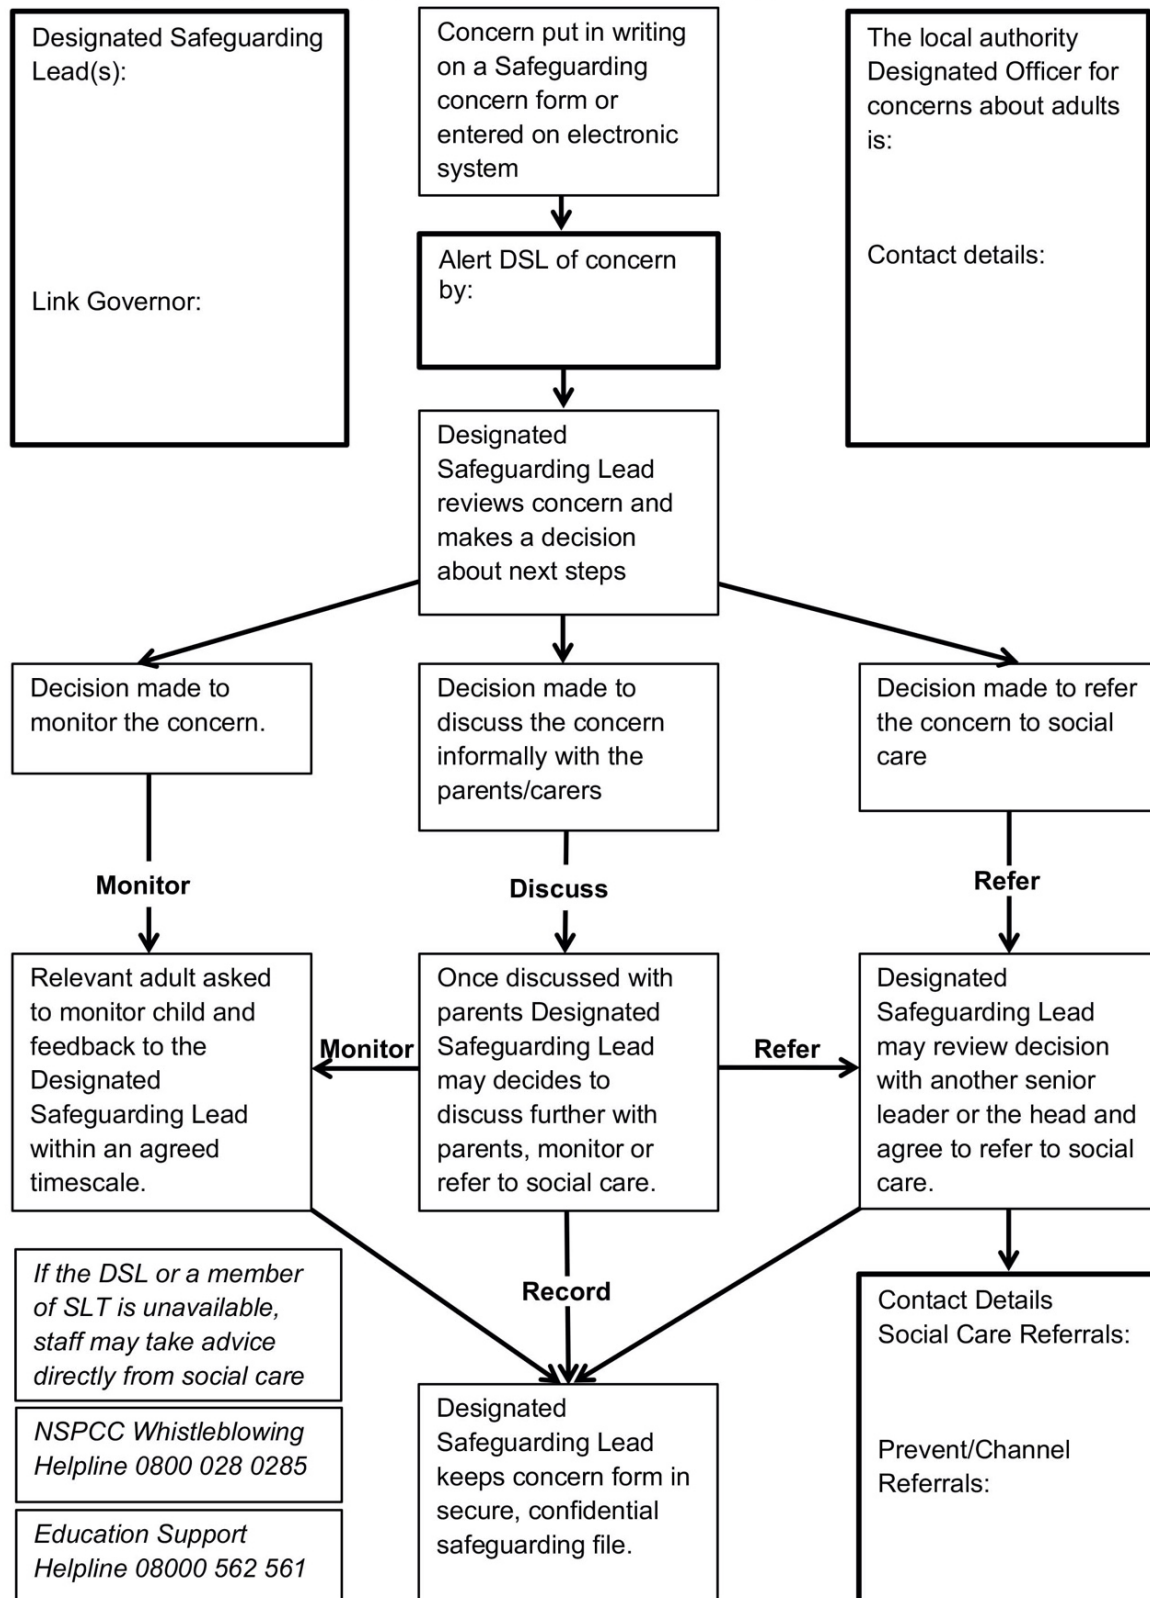 Designated Safeguarding
Lead(s):
Link Governor:
Concern put in writing
on a Safeguarding
concern form or
entered on electronic
system
The local authority
Designated Officer for
concerns about adults
is:
Contact details:
Alert DSL of concern
by:
Designated
Safeguarding Lead
reviews concern and
makes a decision
about next steps
Decision made to
monitor the concern.
Decision made to
discuss the concern
informally with the
parents/carers
Decision made to refer
the concern to social
care
Monitor
Discuss
Refer
Relevant adult asked
to monitor child and
feedback to the
Designated
Safeguarding Lead
within an agreed
timescale.
Monitor
Once discussed with
parents Designated
Safeguarding Lead
may decides to
discuss further with
parents, monitor or
refer to social care.
Refer
Designated
Safeguarding Lead
may review decision
with another senior
leader or the head and
agree to refer to social
care.
If the DSL or a member
of SLT is unavailable,
staff may take advice
directly from social care
NSPCC Whistleblowing
Helpline 0800 028 0285
Education Support
Helpline 08000 562 561
Record
Designated
Safeguarding Lead
keeps concern form in
secure, confidential
safeguarding file.
Contact Details
Social Care Referrals:
Prevent/Channel
Referrals: